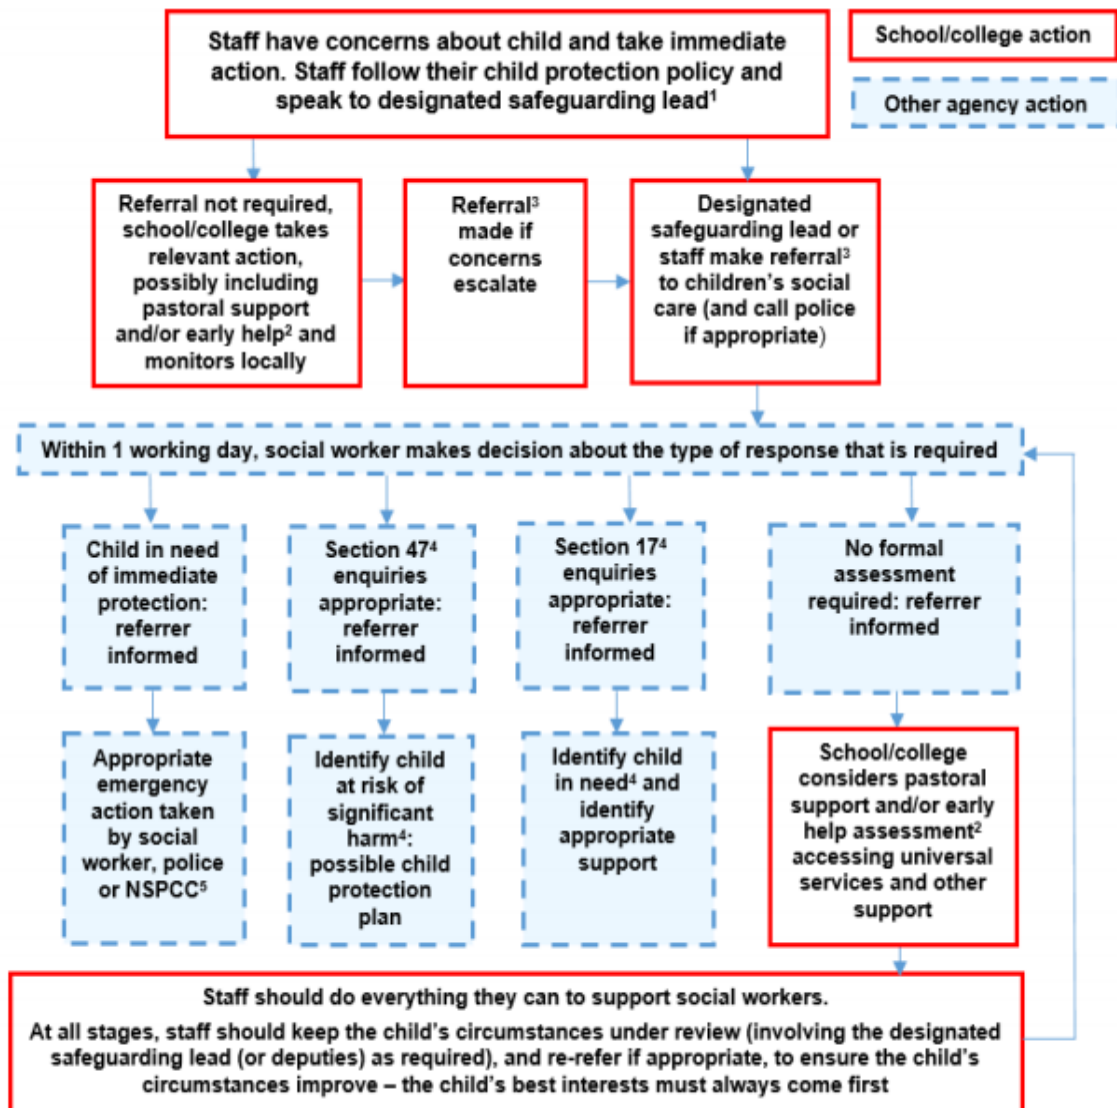 Staff have concerns about child and take immediate
action. Staff follow their child protection policy and
speak to designated safeguarding lead¹
School/college action
Other agency action
Referral not required,
school/college takes
relevant action,
possibly including
pastoral support
and/or early help² and
monitors locally
Referral³
made if
concerns
escalate
Designated
safeguarding lead or
staff make referral³
to children’s social
care (and call police
if appropriate)
Within 1 working day, social worker makes decision about the type of response that is required
Child in need
of immediate
protection:
referrer
informed
Section 47⁴
enquiries
appropriate:
referrer
informed
Section 17⁴
enquiries
appropriate:
referrer
informed
No formal
assessment
required: referrer
informed
Appropriate
emergency
action taken
by social
worker, police
or NSPCC⁵
Identify child
at risk of
significant
harm⁴:
possible child
protection
plan
Identify child
in need⁴ and
identify
appropriate
support
School/college
considers pastoral
support and/or early
help assessment²
accessing universal
services and other
support
Staff should do everything they can to support social workers.
At all stages, staff should keep the child’s circumstances under review (involving the designated
safeguarding lead (or deputies) as required), and re-refer if appropriate, to ensure the child’s
circumstances improve – the child’s best interests must always come first